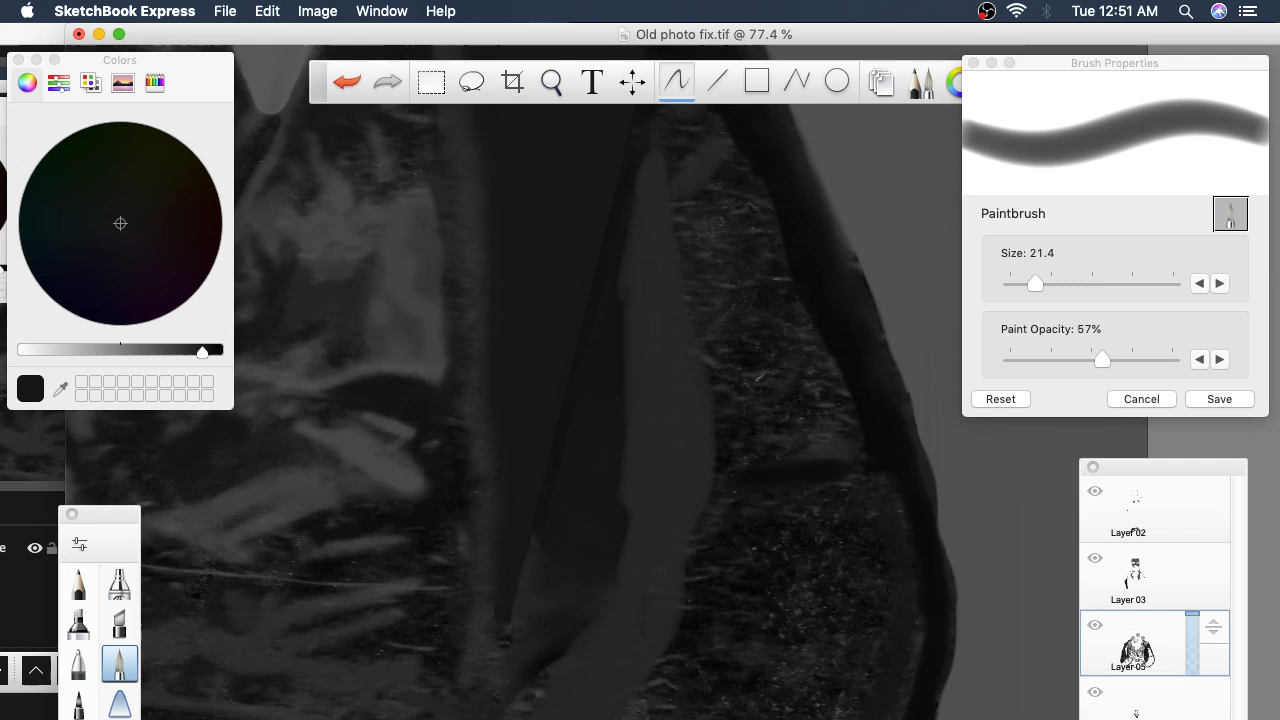 SketchBook Express File Edit Image Window Help Tue 12:51 AM
Old photo fix.tif @ 77.4 %
Colors
Brush Properties
T
Paintbrush
Size: 21.4
Paint Opacity: 57%
Reset Cancel Save
Layer 02
Layer 03
Layer 05
e